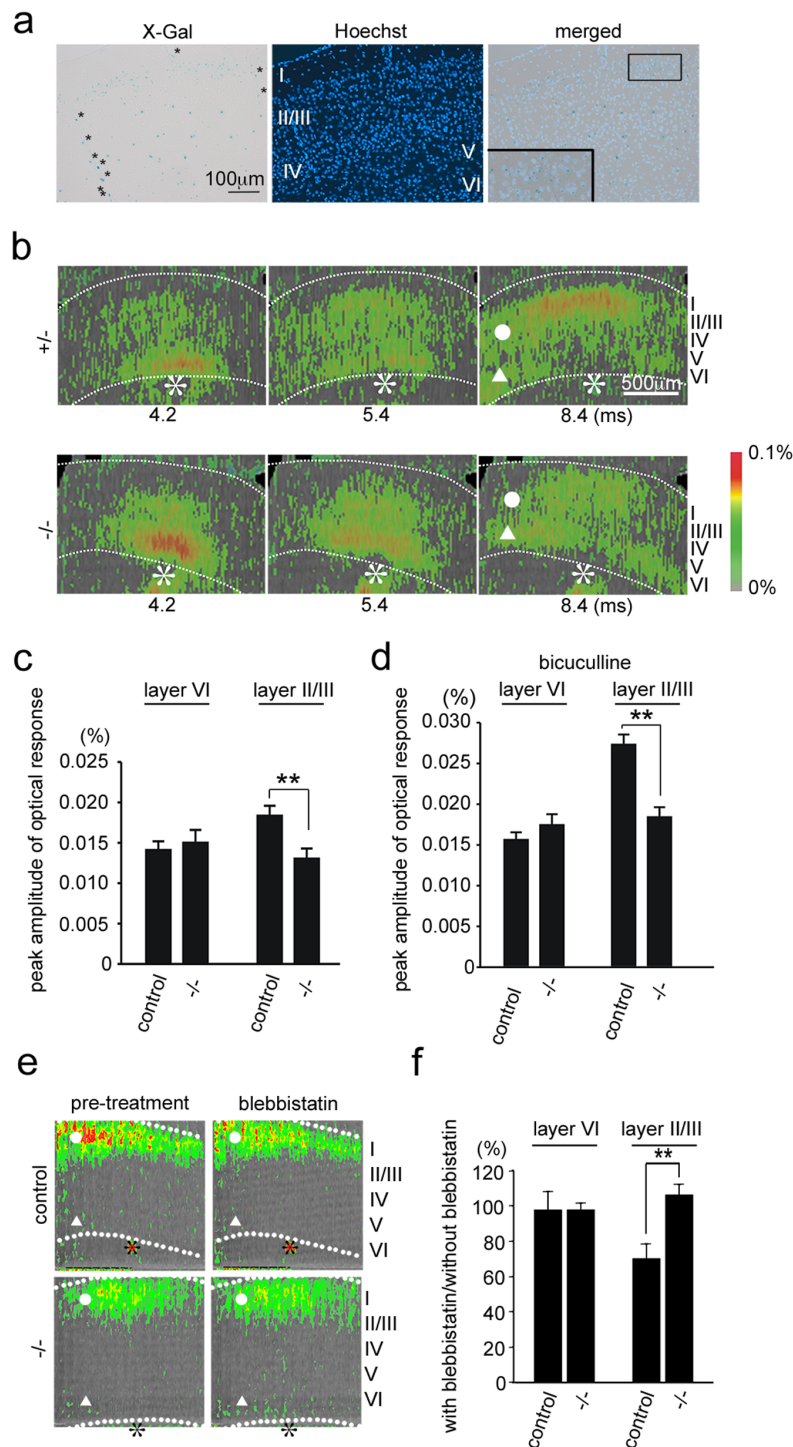 a
X-Gal
Hoechst
merged
I
II/III
IV
V
VI
100μm
b
+/-
I
II/III
IV
V
VI
500μm
4.2
5.4
8.4 (ms)
-/-
I
II/III
IV
V
VI
4.2
5.4
8.4 (ms)
0.1%
0%
c
layer VI
layer II/III
(%)
peak amplitude of optical response
0.025
0.020
0.015
0.010
0.005
0
**
control
-/-
control
-/-
d
bicuculline
layer VI
layer II/III
(%)
peak amplitude of optical response
0.030
0.025
0.020
0.015
0.010
0.005
0
**
control
-/-
control
-/-
e
pre-treatment
blebbistatin
control
I
II/III
IV
V
VI
-/-
I
II/III
IV
V
VI
f
layer VI
layer II/III
(%)
with blebbistatin/without blebbistatin
120
100
80
60
40
20
0
**
control
-/-
control
-/-